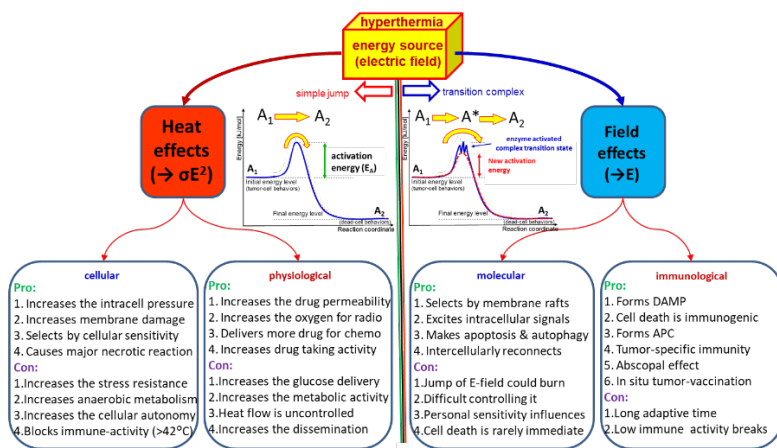 hyperthermia
energy source
(electric field)
simple jump
transition complex
Heat
effects
(→ σE²)
A₁ A₂
Energy [kJ/mol]
activation
energy (Eₐ)
A₁
Initial energy level
(tumor-cell behaviors)
Final energy level
A₂
(dead-cell behaviors)
Reaction coordinate
A₁ A* A₂
Energy [kJ/mol]
enzyme activated
complex transition state
New activation
energy
A₁
Initial energy level
(tumor-cell behaviors)
Final energy level
A₂
(dead-cell behaviors)
Reaction coordinate
Field
effects
(→E)
cellular
Pro:
1. Increases the intracell pressure
2. Increases membrane damage
3. Selects by cellular sensitivity
4. Causes major necrotic reaction
Con:
1.Increases the stress resistance
2. Increases anaerobic metabolism
3.Increases the cellular autonomy
4.Blocks immune-activity (>42°C)
physiological
Pro:
1. Increases the drug permeability
2. Increases the oxygen for radio
3. Delivers more drug for chemo
4. Increases drug taking activity
Con:
1.Increases the glucose delivery
2.Increases the metabolic activity
3.Heat flow is uncontrolled
4.Increases the dissemination
molecular
Pro:
1.Selects by membrane rafts
2. Excites intracellular signals
3. Makes apoptosis & autophagy
4. Intercellularly reconnects
Con:
1.Jump of E-field could burn
2.Difficult controlling it
3.Personal sensitivity influences
4.Cell death is rarely immediate
immunological
Pro:
1. Forms DAMP
2. Cell death is immunogenic
3. Forms APC
4. Tumor-specific immunity
5. Abscopal effect
6. In situ tumor-vaccination
Con:
1.Long adaptive time
2.Low immune activity breaks